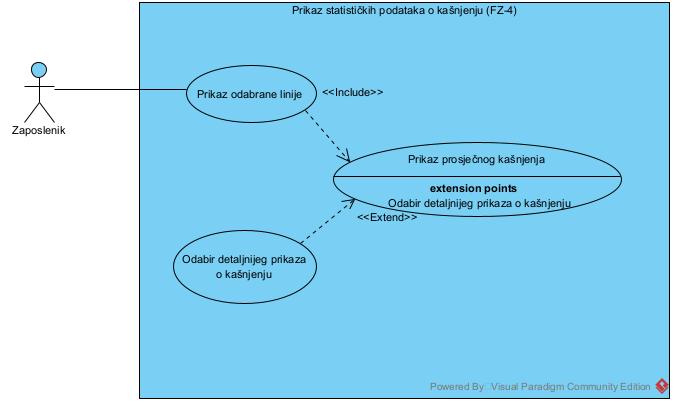 Prikaz statističkih podataka o kašnjenju (FZ-4)
Prikaz odabrane linije
<<Include>>
Zaposlenik
Prikaz prosječnog kašnjenja
extension points
Odabir detaljnijeg prikaza o kašnjenju
<<Extend>>
Odabir detaljnijeg prikaza
o kašnjenju
Powered By Visual Paradigm Community Edition